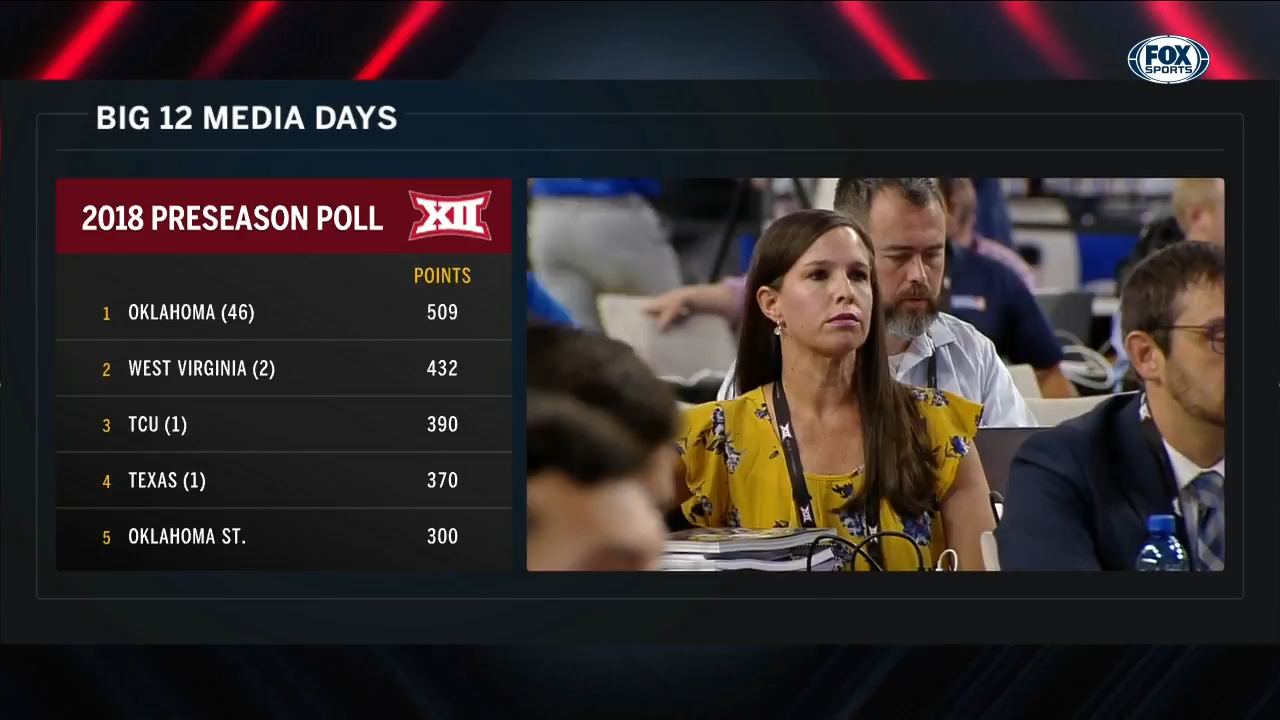 FOX
SPORTS
BIG 12 MEDIA DAYS
2018 PRESEASON POLL
XII
POINTS
1 OKLAHOMA (46) 509
2 WEST VIRGINIA (2) 432
3 TCU (1) 390
4 TEXAS (1) 370
5 OKLAHOMA ST. 300